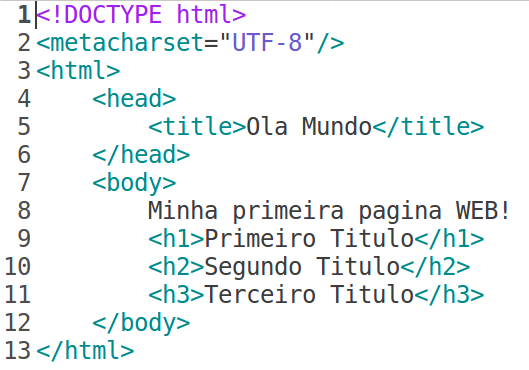 1 <!DOCTYPE html>
2 <metacharset="UTF-8"/>
3 <html>
4     <head>
5         <title>Ola Mundo</title>
6     </head>
7     <body>
8         Minha primeira pagina WEB!
9         <h1>Primeiro Titulo</h1>
10         <h2>Segundo Titulo</h2>
11         <h3>Terceiro Titulo</h3>
12     </body>
13 </html>